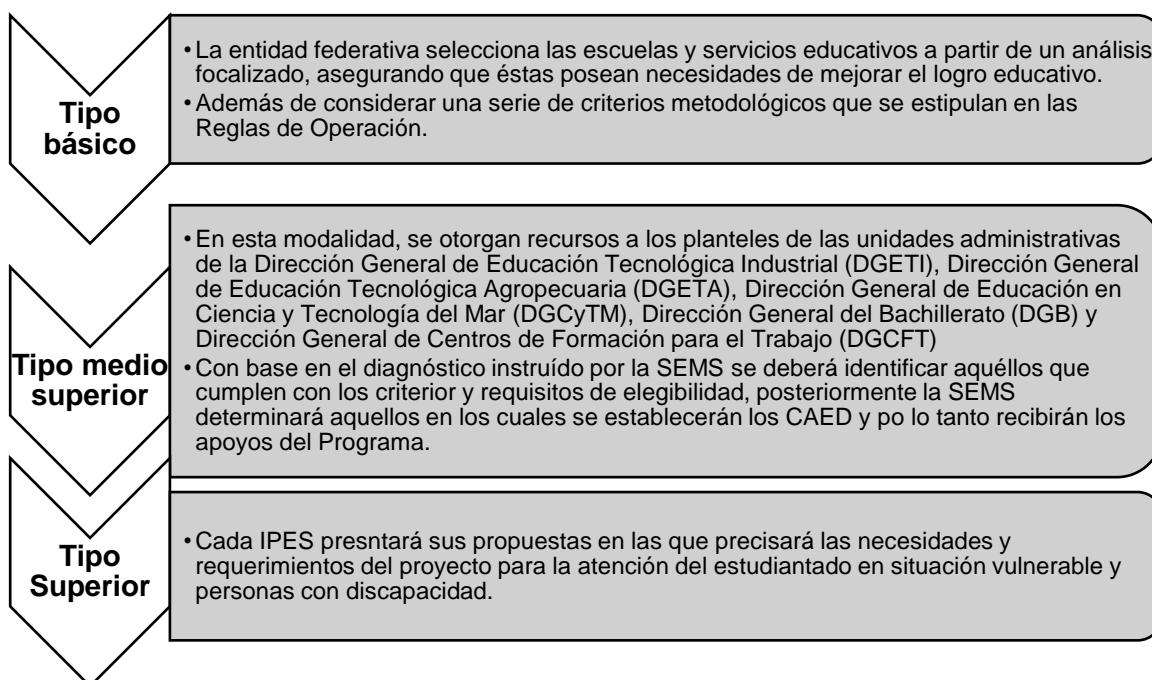 Tipo
básico
• La entidad federativa selecciona las escuelas y servicios educativos a partir de un análisis
focalizado, asegurando que éstas posean necesidades de mejorar el logro educativo.
• Además de considerar una serie de criterios metodológicos que se estipulan en las
Reglas de Operación.
Tipo medio
superior
• En esta modalidad, se otorgan recursos a los planteles de las unidades administrativas
de la Dirección General de Educación Tecnológica Industrial (DGETI), Dirección General
de Educación Tecnológica Agropecuaria (DGETA), Dirección General de Educación en
Ciencia y Tecnología del Mar (DGCyTM), Dirección General del Bachillerato (DGB) y
Dirección General de Centros de Formación para el Trabajo (DGCFT)
• Con base en el diagnóstico instruído por la SEMS se deberá identificar aquéllos que
cumplen con los criterior y requisitos de elegibilidad, posteriormente la SEMS
determinará aquellos en los cuales se establecerán los CAED y po lo tanto recibirán los
apoyos del Programa.
Tipo
Superior
• Cada IPES presntará sus propuestas en las que precisará las necesidades y
requerimientos del proyecto para la atención del estudiantado en situación vulnerable y
personas con discapacidad.